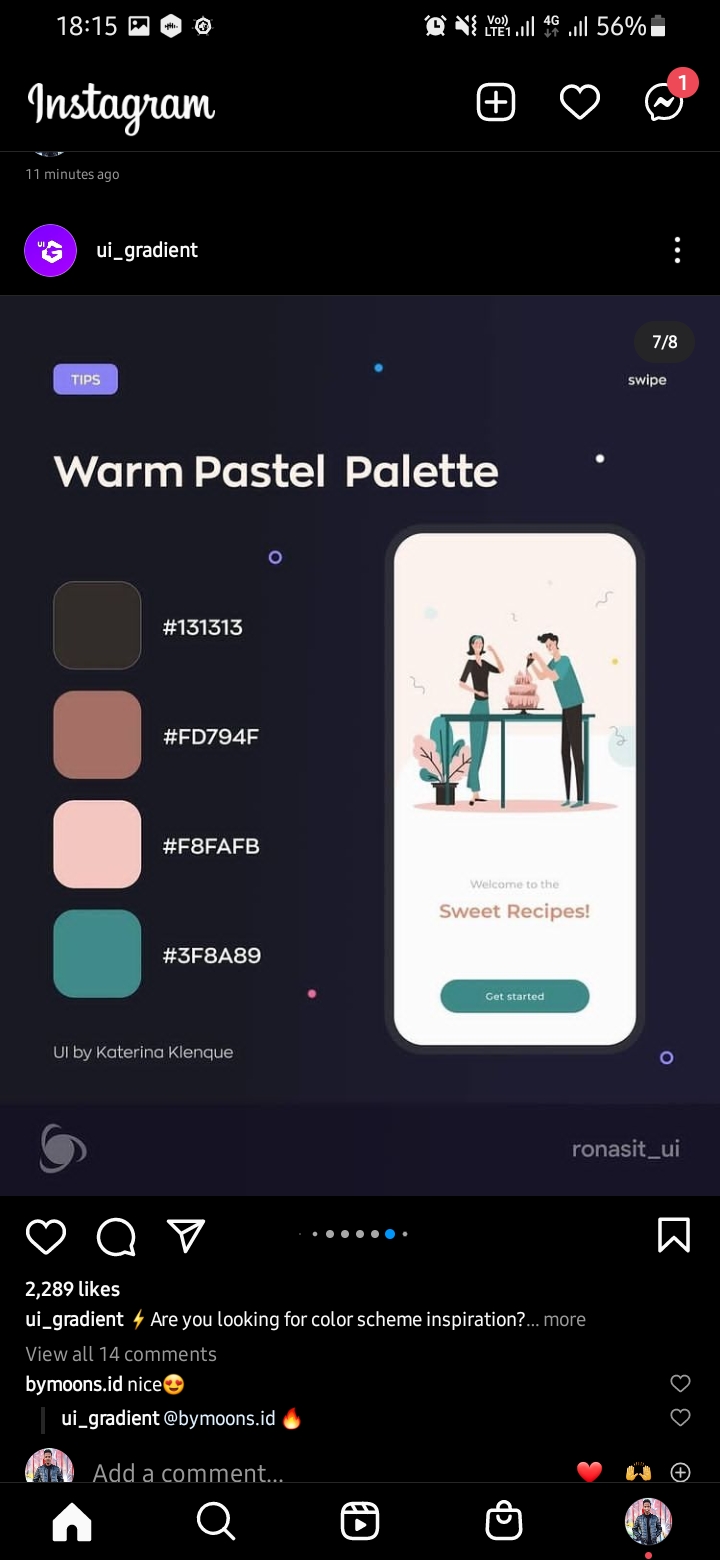 18:15
Vo))
LTE1
4G
56%
Instagram
1
11 minutes ago
UI G
ui_gradient
7/8
TIPS
swipe
Warm Pastel Palette
#131313
#FD794F
#F8FAFB
#3F8A89
Welcome to the
Sweet Recipes!
Get started
UI by Katerina Klenque
ronasit_ui
2,289 likes
ui_gradient ⚡Are you looking for color scheme inspiration?... more
View all 14 comments
bymoons.id nice😍
ui_gradient @bymoons.id 🔥
Add a comment...